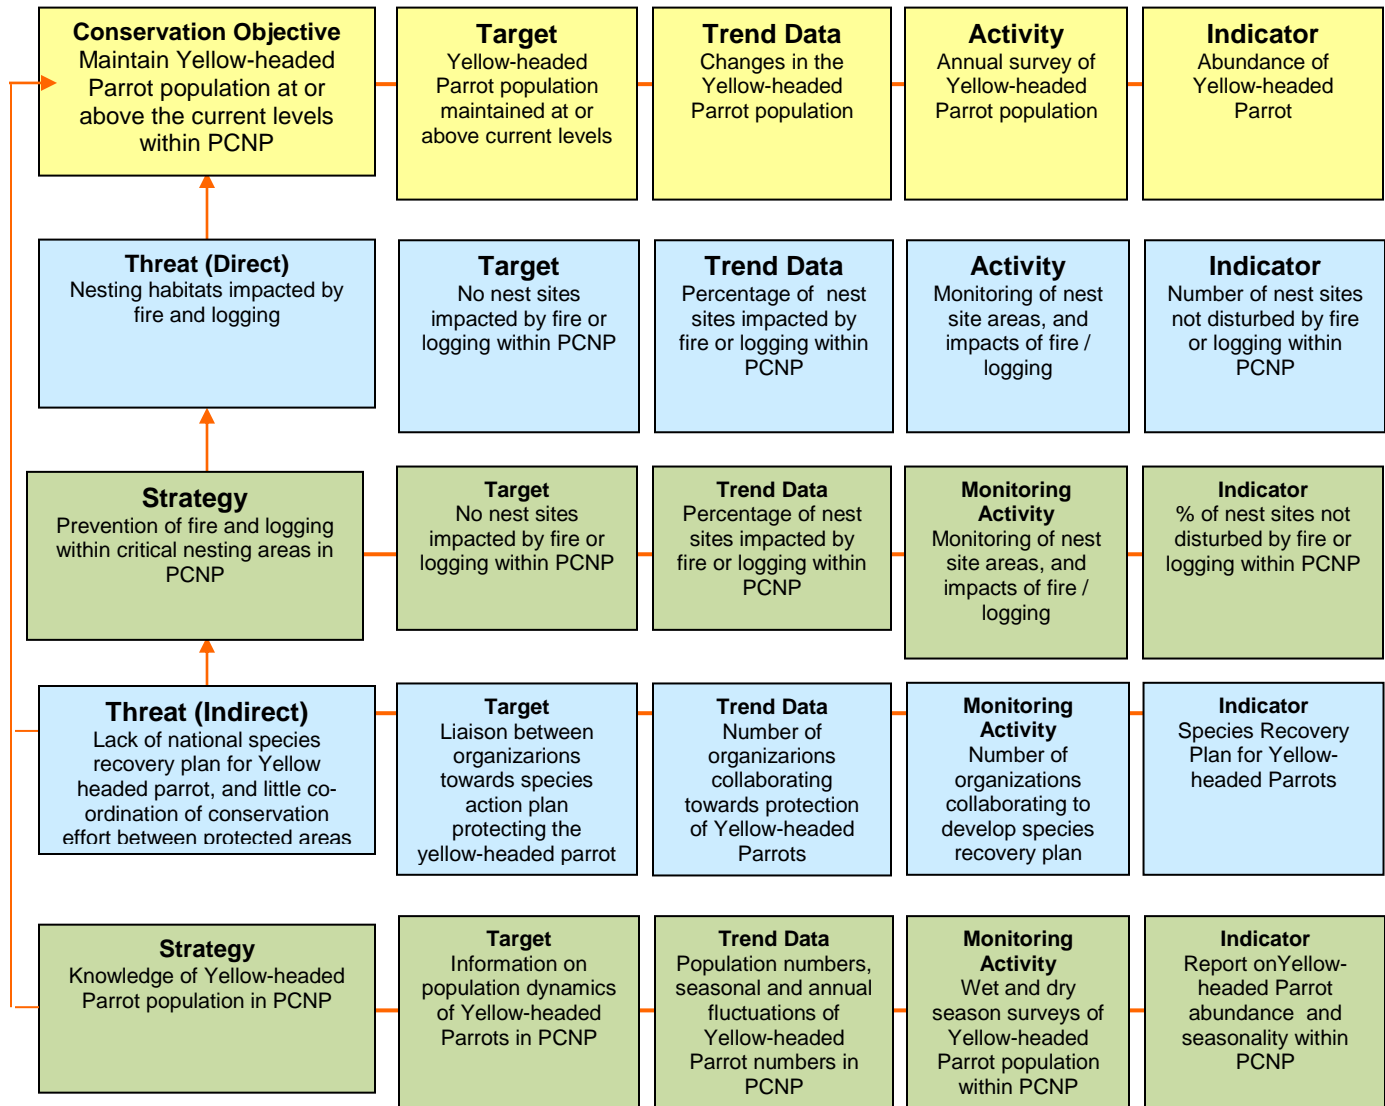 Conservation Objective
Maintain Yellow-headed
Parrot population at or
above the current levels
within PCNP
Target
Yellow-headed
Parrot population
maintained at or
above current levels
Trend Data
Changes in the
Yellow-headed
Parrot population
Activity
Annual survey of
Yellow-headed
Parrot population
Indicator
Abundance of
Yellow-headed
Parrot
Threat (Direct)
Nesting habitats impacted by
fire and logging
Target
No nest sites
impacted by fire or
logging within PCNP
Trend Data
Percentage of nest
sites impacted by
fire or logging within
PCNP
Activity
Monitoring of nest
site areas, and
impacts of fire /
logging
Indicator
Number of nest sites
not disturbed by fire
or logging within
PCNP
Strategy
Prevention of fire and logging
within critical nesting areas in
PCNP
Target
No nest sites
impacted by fire or
logging within PCNP
Trend Data
Percentage of nest
sites impacted by
fire or logging within
PCNP
Monitoring
Activity
Monitoring of nest
site areas, and
impacts of fire /
logging
Indicator
% of nest sites not
disturbed by fire or
logging within PCNP
Threat (Indirect)
Lack of national species
recovery plan for Yellow
headed parrot, and little co-
ordination of conservation
effort between protected areas
Target
Liaison between
organizarions
towards species
action plan
protecting the
yellow-headed parrot
Trend Data
Number of
organizarions
collaborating
towards protection
of Yellow-headed
Parrots
Monitoring
Activity
Number of
organizations
collaborating to
develop species
recovery plan
Indicator
Species Recovery
Plan for Yellow-
headed Parrots
Strategy
Knowledge of Yellow-headed
Parrot population in PCNP
Target
Information on
population dynamics
of Yellow-headed
Parrots in PCNP
Trend Data
Population numbers,
seasonal and annual
fluctuations of
Yellow-headed
Parrot numbers in
PCNP
Monitoring
Activity
Wet and dry
season surveys of
Yellow-headed
Parrot population
within PCNP
Indicator
Report onYellow-
headed Parrot
abundance and
seasonality within
PCNP